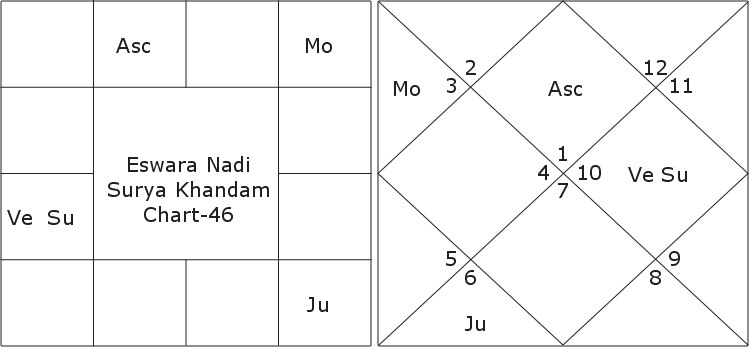 Asc
Mo
Eswara Nadi
Surya Khandam
Chart-46
Ve Su
Ju
2
12
Mo
3
Asc
11
1
4
10
Ve Su
7
5
9
6
8
Ju